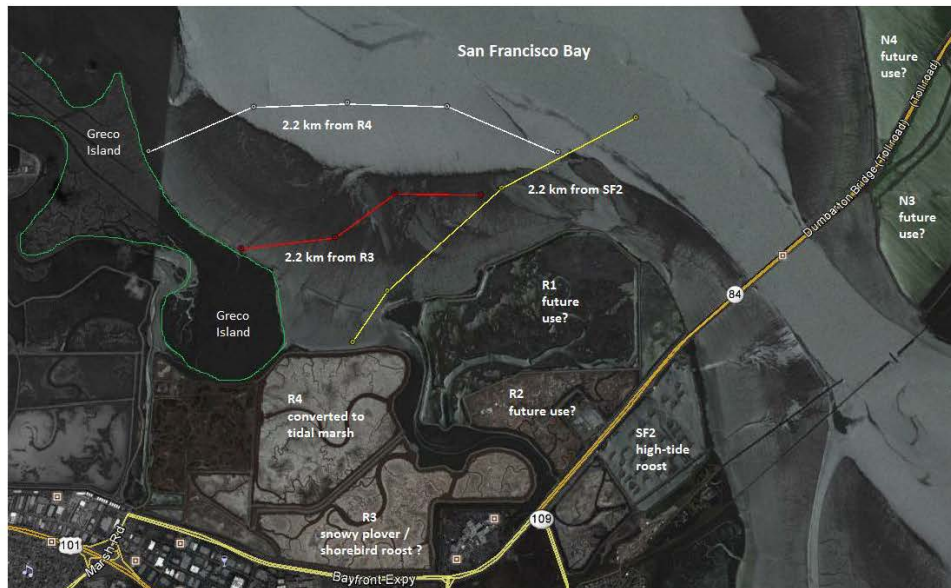 San Francisco Bay
N4
future
use?
Greco
Island
2.2 km from R4
Dumbarton Bridge (Tollroad)
(Tollroad)
2.2 km from SF2
N3
future
use?
2.2 km from R3
R1
future
use?
84
Greco
Island
R4
converted to
tidal marsh
R2
future use?
SF2
high-tide
roost
R3
snowy plover /
shorebird roost ?
109
101
Marsh Rd
Bayfront Expy